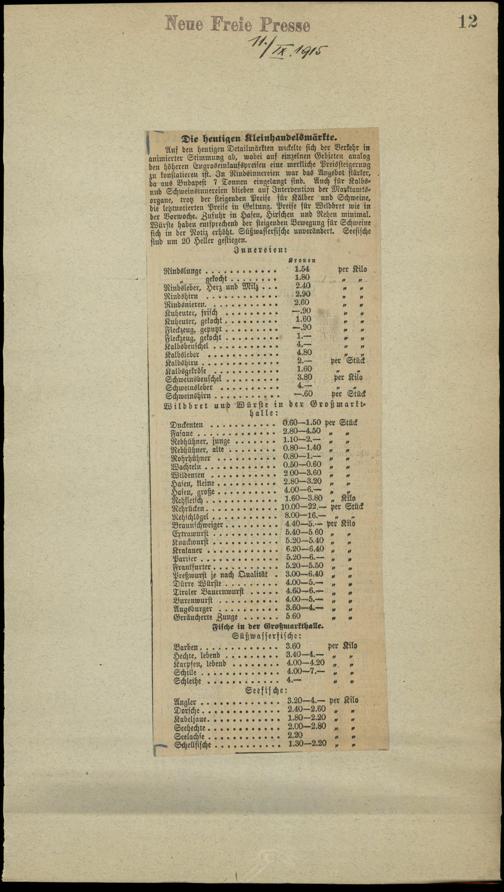 Neue Freie Presse
12
11./IX. 1915
Die heutigen Kleinhandelsmärkte.
Auf den heutigen Detailmärkten wickelte sich der Verkehr in
animierter Stimmung ab, wobei auf einzelnen Gebieten analog
den höheren Engroseinkaufspreisen eine merkliche Preissteigerung
zu konstatieren ist. In Rindsinnereien war das Angebot stärker,
da aus Budapest 7 Tonnen eingelangt sind. Auch für Kalbs-
und Schweinsinnereien blieben auf Intervention der Marktamts-
organe, trotz der steigenden Preise für Kälber und Schweine,
die letztnotierten Preise in Geltung. Preise für Wildbret wie in
der Vorwoche. Zufuhr in Hasen, Hirschen und Rehen minimal.
Würste haben entsprechend der steigenden Bewegung für Schweine
sich in der Notiz erhöht. Süßwasserfische unverändert. Seefische
sind um 20 Heller gestiegen.
Innereien:
Kronen
Rindslunge . . . . . . . . . . . 1.54 per Kilo
gekocht . . . . . . . . . 1.80 „ „
Rindsleber, Herz und Milz . . . 2.40 „ „
Rindshirn . . . . . . . . . . . 2.90 „ „
Rindsnieren . . . . . . . . . . 2.60 „ „
Kuheuter, frisch . . . . . . . . —.90 „ „
Kuheuter, gekocht . . . . . . . 1.60 „ „
Fleckzeug, geputzt . . . . . . . —.90 „ „
Fleckzeug, gekocht . . . . . . . 1.— „ „
Kalbsbeuschel . . . . . . . . . 4.— „ „
Kalbsleber . . . . . . . . . . . 4.80 „ „
Kalbshirn . . . . . . . . . . . 2.— per Stück
Kalbsgekröse . . . . . . . . . . 1.60 „ „
Schweinsbeuschel . . . . . . . . 3.80 per Kilo
Schweinsleber . . . . . . . . . 4.— „ „
Schweinshirn . . . . . . . . . . —.60 per Stück
Wildbret und Würste in der Großmarkt-
halle:
Duckenten . . . . . . . . . . . 0.60—1.50 per Stück
Fasane . . . . . . . . . . . . . 2.80—4.50 „ „
Rebhühner, junge . . . . . . . . 1.10—2.— „ „
Rebhühner, alte . . . . . . . . 0.80—1.40 „ „
Rohrhühner . . . . . . . . . . . 0.80—1.— „ „
Wachteln . . . . . . . . . . . . 0.50—0.60 „ „
Wildenten . . . . . . . . . . . 2.00—3.60 „ „
Hasen, kleine . . . . . . . . . 2.80—3.20 „ „
Hasen, große . . . . . . . . . . 4.00—6.— „ „
Rehfleisch . . . . . . . . . . . 1.60—3.80 „ Kilo
Rehrücken . . . . . . . . . . . 10.00—22.— per Stück
Rehschlögel . . . . . . . . . . 8.00—16.— „ „
Braunschweiger . . . . . . . . . 4.40—5.— per Kilo
Extrawurst . . . . . . . . . . . 5.40—5.60 „ „
Knackwurst . . . . . . . . . . . 5.20—5.40 „ „
Krakauer . . . . . . . . . . . . 6.20—6.40 „ „
Pariser . . . . . . . . . . . . 5.20—6.— „ „
Frankfurter . . . . . . . . . . 5.20—5.50 „ „
Preßwurst je nach Qualität . 3.00—6.40 „ „
Dürre Würste . . . . . . . . . . 4.00—5.— „ „
Tiroler Bauernwurst . . . . . . 4.60—6.— „ „
Burenwurst . . . . . . . . . . . 4.00—5.— „ „
Augsburger . . . . . . . . . . . 3.60—4.— „ „
Geräucherte Zunge . . . . . . . 5.60 „ „
Fische in der Großmarkthalle.
Süßwasserfische:
Barben . . . . . . . . . . . . . 3.60 per Kilo
Hechte, lebend . . . . . . . . . 3.40—4.— „ „
Karpfen, lebend . . . . . . . . 4.00—4.20 „ „
Schille . . . . . . . . . . . . 4.00—7.— „ „
Schleihe . . . . . . . . . . . . 4.— „ „
Seefische:
Angler . . . . . . . . . . . . . 3.20—4.— per Kilo
Dorsche . . . . . . . . . . . . 2.40—2.60 „ „
Kabeljaue . . . . . . . . . . . 1.80—2.20 „ „
Seehechte . . . . . . . . . . . 2.00—2.80 „ „
Seelachse . . . . . . . . . . . 2.20 „ „
Schellfische . . . . . . . . . . 1.30—2.20 „ „